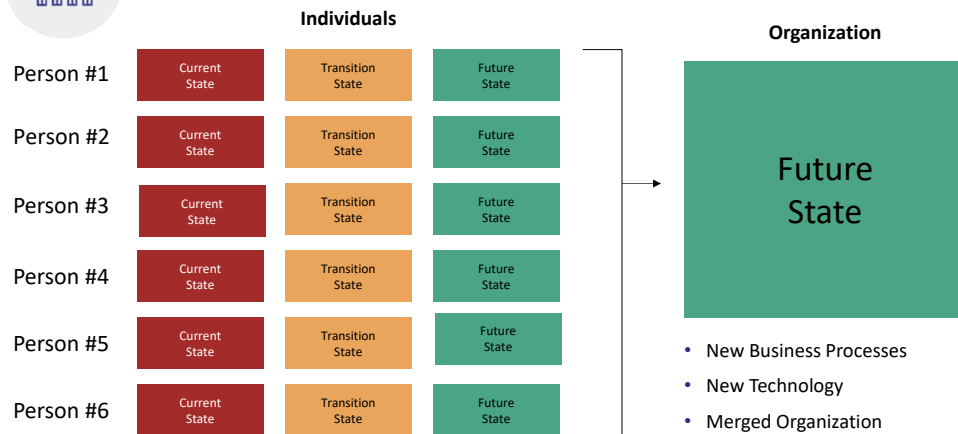 Individuals
Organization
Person #1
Current
State
Transition
State
Future
State
Person #2
Current
State
Transition
State
Future
State
Person #3
Current
State
Transition
State
Future
State
Person #4
Current
State
Transition
State
Future
State
Person #5
Current
State
Transition
State
Future
State
Person #6
Current
State
Transition
State
Future
State
Future
State
• New Business Processes
• New Technology
• Merged Organization